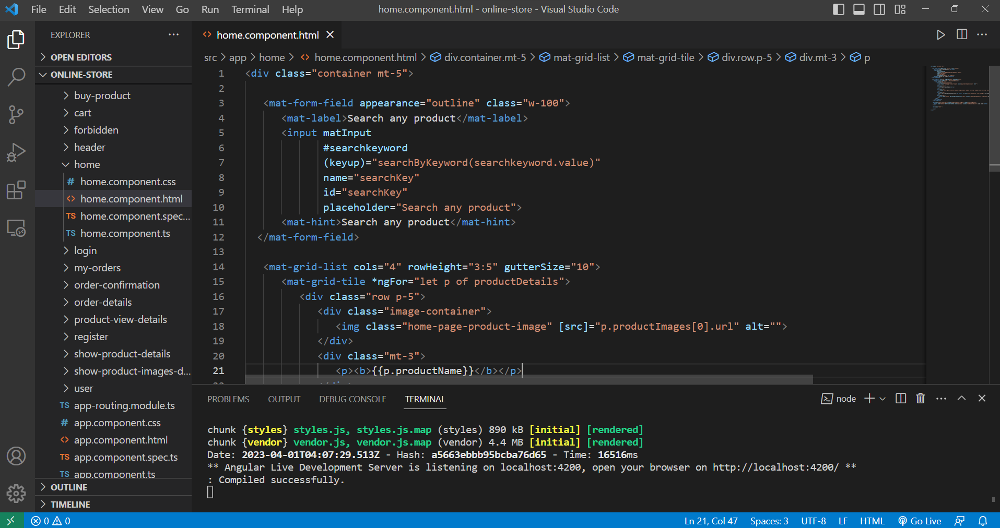 File Edit Selection View Go Run Terminal Help
home.component.html - online-store - Visual Studio Code
EXPLORER
OPEN EDITORS
ONLINE-STORE
buy-product
cart
forbidden
header
home
# home.component.css
<> home.component.html
TS home.component.spec...
TS home.component.ts
login
my-orders
order-confirmation
order-details
product-view-details
register
show-product-details
show-product-images-d...
user
TS app-routing.module.ts
# app.component.css
<> app.component.html
TS app.component.spec.ts
TS app.component.ts
OUTLINE
TIMELINE
<> home.component.html
src > app > home > <> home.component.html > div.container.mt-5 > mat-grid-list > mat-grid-tile > div.row.p-5 > div.mt-3 > p
1 <div class="container mt-5">
2
3 <mat-form-field appearance="outline" class="w-100">
4 <mat-label>Search any product</mat-label>
5 <input matInput
6 #searchkeyword
7 (keyup)="searchByKeyword(searchkeyword.value)"
8 name="searchKey"
9 id="searchKey"
10 placeholder="Search any product">
11 <mat-hint>Search any product</mat-hint>
12 </mat-form-field>
13
14 <mat-grid-list cols="4" rowHeight="3:5" gutterSize="10">
15 <mat-grid-tile *ngFor="let p of productDetails">
16 <div class="row p-5">
17 <div class="image-container">
18 <img class="home-page-product-image" [src]="p.productImages[0].url" alt="">
19 </div>
20 <div class="mt-3">
21 <p><b>{{p.productName}}</b></p>
PROBLEMS OUTPUT DEBUG CONSOLE TERMINAL
node
chunk {styles} styles.js, styles.js.map (styles) 890 kB [initial] [rendered]
chunk {vendor} vendor.js, vendor.js.map (vendor) 4.4 MB [initial] [rendered]
Date: 2023-04-01T04:07:29.513Z - Hash: a5663ebbb95bcba76d65 - Time: 16516ms
** Angular Live Development Server is listening on localhost:4200, open your browser on http://localhost:4200/ **
: Compiled successfully.
0 0
Ln 21, Col 47 Spaces: 3 UTF-8 LF HTML Go Live